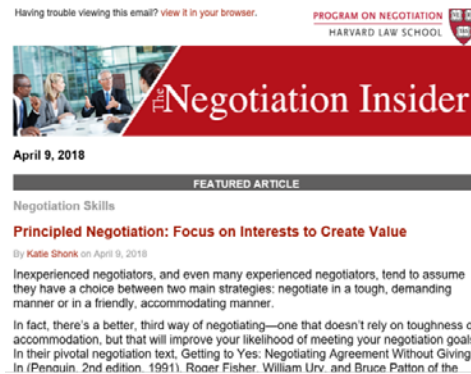 Having trouble viewing this email? view it in your browser.
PROGRAM ON NEGOTIATION
HARVARD LAW SCHOOL
The Negotiation Insider
April 9, 2018
FEATURED ARTICLE
Negotiation Skills
Principled Negotiation: Focus on Interests to Create Value
By Katie Shonk on April 9, 2018
Inexperienced negotiators, and even many experienced negotiators, tend to assume
they have a choice between two main strategies: negotiate in a tough, demanding
manner or in a friendly, accommodating manner.
In fact, there's a better, third way of negotiating—one that doesn't rely on toughness o
accommodation, but that will improve your likelihood of meeting your negotiation goals
In their pivotal negotiation text, Getting to Yes: Negotiating Agreement Without Giving
In (Penguin, 2nd edition, 1991), Roger Fisher, William Ury, and Bruce Patton of the